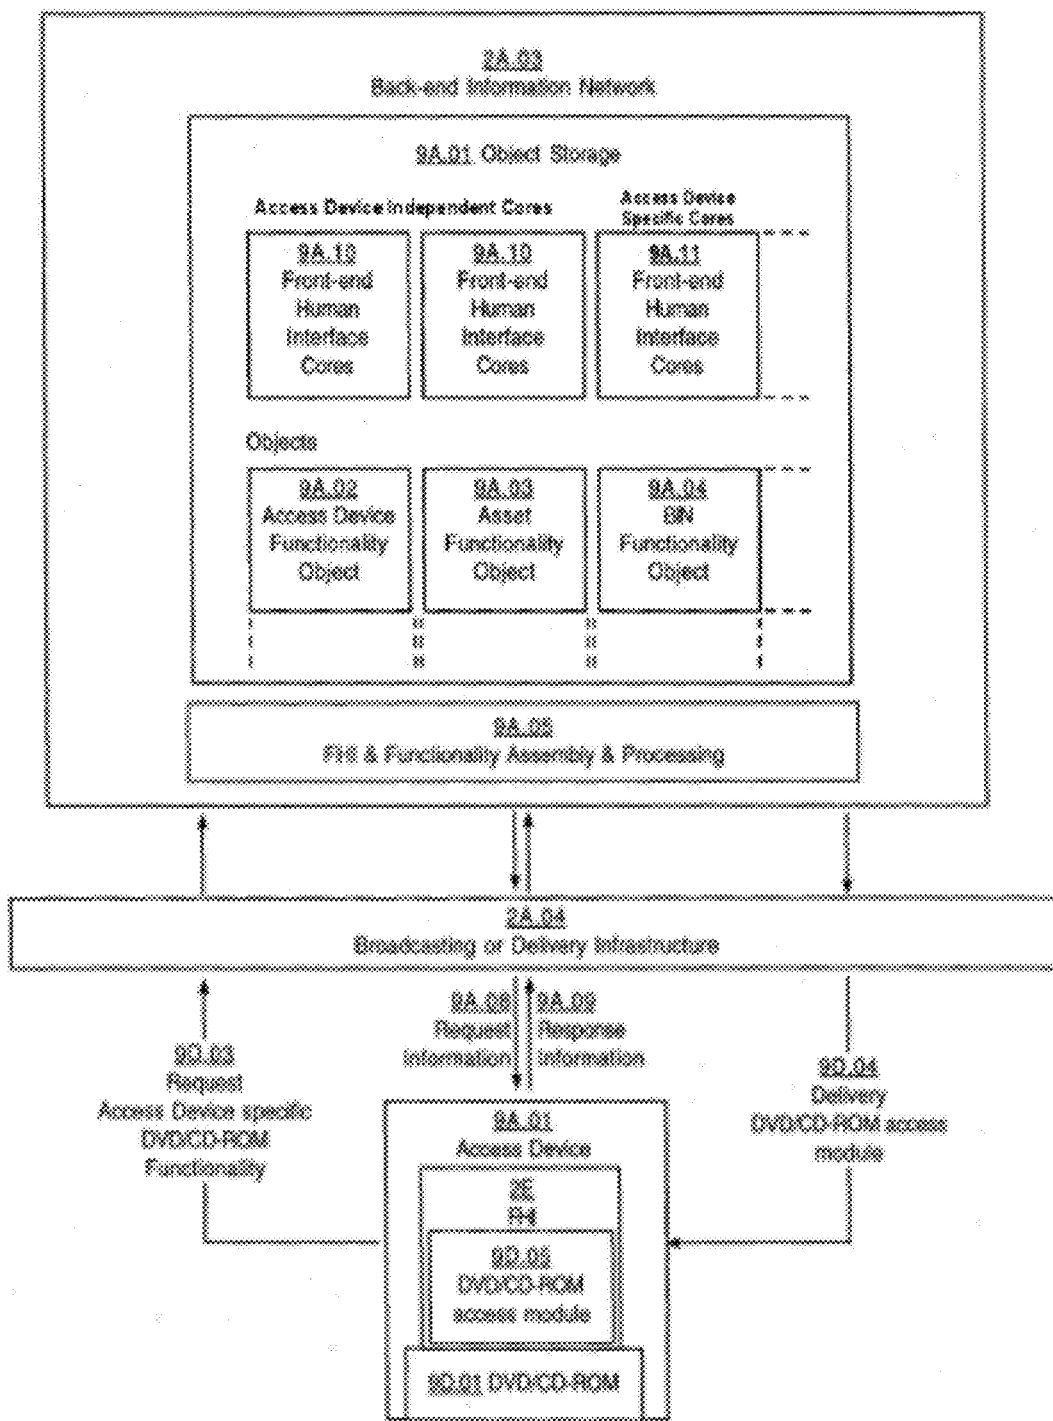 2A.03
Back-end Information Network
9A.01 Object Storage
Access Device Independent Cores
Access Device
Specific Cores
9A.10
Front-end
Human
Interface
Cores
9A.10
Front-end
Human
Interface
Cores
9A.11
Front-end
Human
Interface
Cores
Objects
9A.02
Access Device
Functionality
Object
9A.03
Asset
Functionality
Object
9A.04
BIN
Functionality
Object
9A.05
FHI & Functionality Assembly & Processing
2A.04
Broadcasting or Delivery Infrastructure
9A.08
Request
Information
9A.09
Response
Information
9D.03
Request
Access Device specific
DVD/CD-ROM
Functionality
9D.04
Delivery
DVD/CD-ROM access
module
9A.01
Access Device
FHI
9D.05
DVD/CD-ROM
access module
9D.01 DVD/CD-ROM